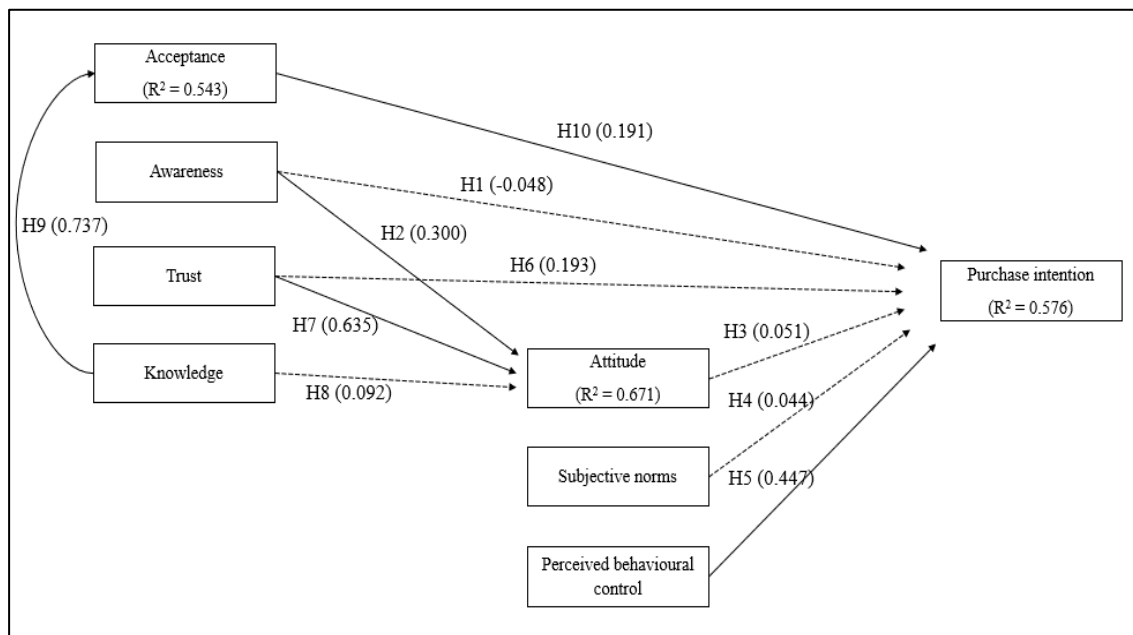 Acceptance
(R² = 0.543)
H10 (0.191)
Awareness
H1 (-0.048)
H9 (0.737)
H2 (0.300)
Trust
H6 (0.193)
Purchase intention
(R² = 0.576)
H7 (0.635)
H3 (0.051)
Knowledge
H8 (0.092)
Attitude
(R² = 0.671)
H4 (0.044)
Subjective norms
H5 (0.447)
Perceived behavioural
control